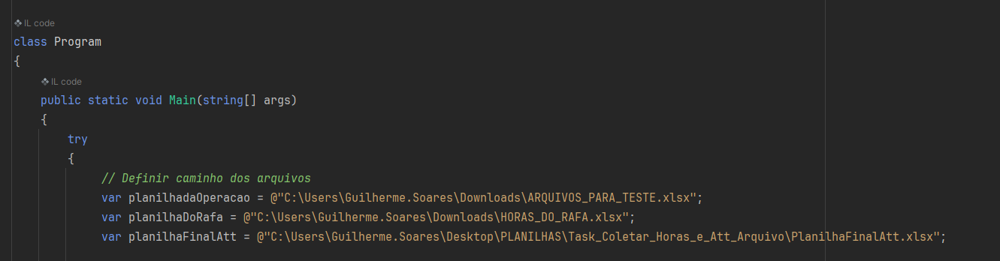 IL code
class Program
{
IL code
public static void Main(string[] args)
{
try
{
// Definir caminho dos arquivos
var planilhadaOperacao = @"C:\Users\Guilherme.Soares\Downloads\ARQUIVOS_PARA_TESTE.xlsx";
var planilhaDoRafa = @"C:\Users\Guilherme.Soares\Downloads\HORAS_DO_RAFA.xlsx";
var planilhaFinalAtt = @"C:\Users\Guilherme.Soares\Desktop\PLANILHAS\Task_Coletar_Horas_e_Att_Arquivo\PlanilhaFinalAtt.xlsx";